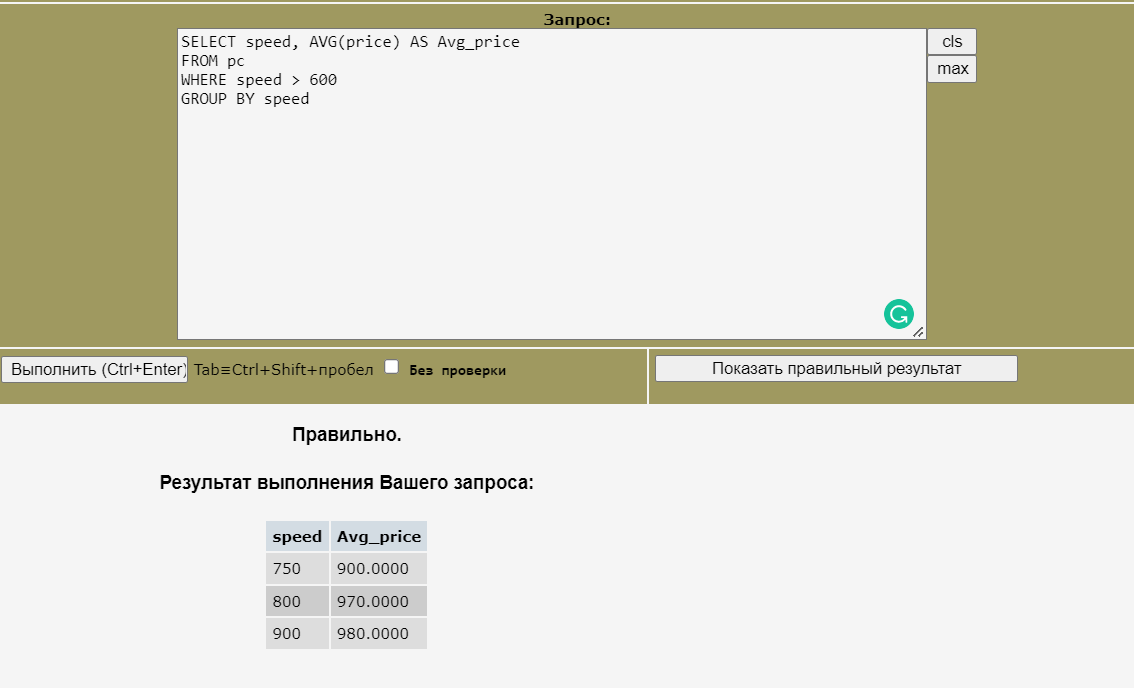 Запрос:
SELECT speed, AVG(price) AS Avg_price
FROM pc
WHERE speed > 600
GROUP BY speed
cls
max
Выполнить (Ctrl+Enter)
Tab≡Ctrl+Shift+пробел
Без проверки
Показать правильный результат
Правильно.
Результат выполнения Вашего запроса:
speed Avg_price
750 900.0000
800 970.0000
900 980.0000